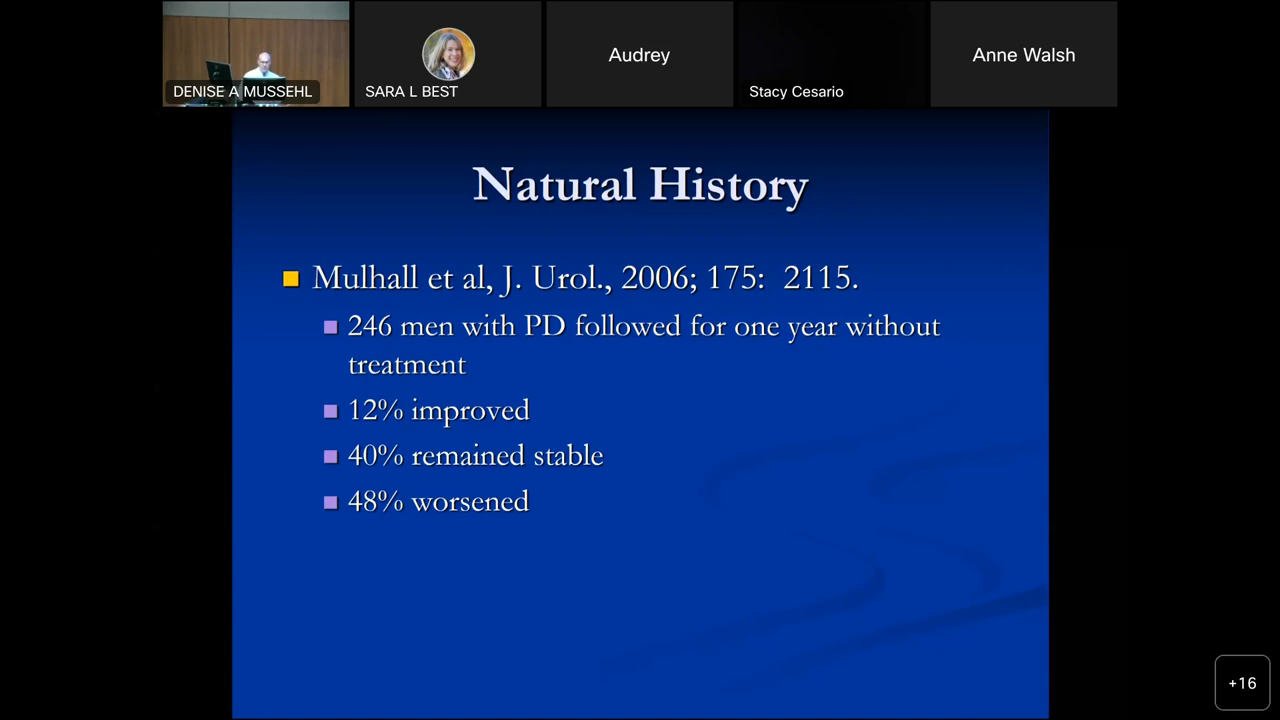 DENISE A MUSSEHL
SARA L BEST
Audrey
Stacy Cesario
Anne Walsh
Natural History
Mulhall et al, J. Urol., 2006; 175: 2115.
246 men with PD followed for one year without
treatment
12% improved
40% remained stable
48% worsened
+16